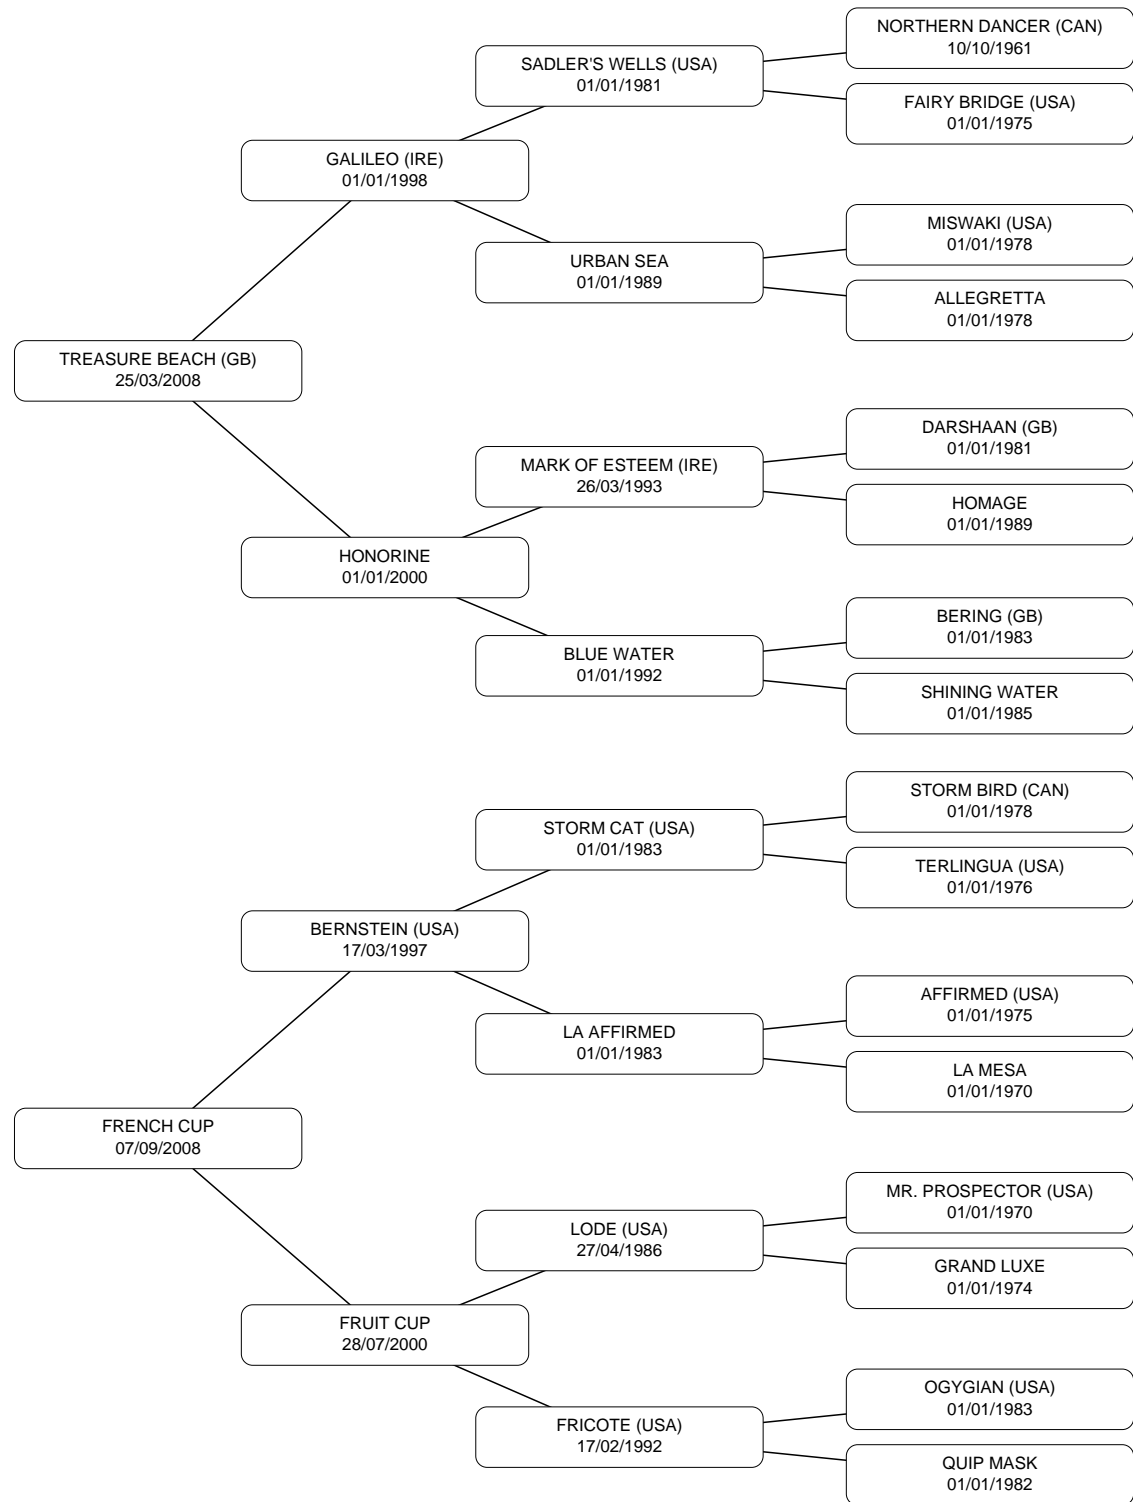 NORTHERN DANCER (CAN)
10/10/1961
SADLER'S WELLS (USA)
01/01/1981
FAIRY BRIDGE (USA)
01/01/1975
GALILEO (IRE)
01/01/1998
MISWAKI (USA)
01/01/1978
URBAN SEA
01/01/1989
ALLEGRETTA
01/01/1978
TREASURE BEACH (GB)
25/03/2008
DARSHAAN (GB)
01/01/1981
MARK OF ESTEEM (IRE)
26/03/1993
HOMAGE
01/01/1989
HONORINE
01/01/2000
BERING (GB)
01/01/1983
BLUE WATER
01/01/1992
SHINING WATER
01/01/1985
STORM BIRD (CAN)
01/01/1978
STORM CAT (USA)
01/01/1983
TERLINGUA (USA)
01/01/1976
BERNSTEIN (USA)
17/03/1997
AFFIRMED (USA)
01/01/1975
LA AFFIRMED
01/01/1983
LA MESA
01/01/1970
FRENCH CUP
07/09/2008
MR. PROSPECTOR (USA)
01/01/1970
LODE (USA)
27/04/1986
GRAND LUXE
01/01/1974
FRUIT CUP
28/07/2000
OGYGIAN (USA)
01/01/1983
FRICOTE (USA)
17/02/1992
QUIP MASK
01/01/1982